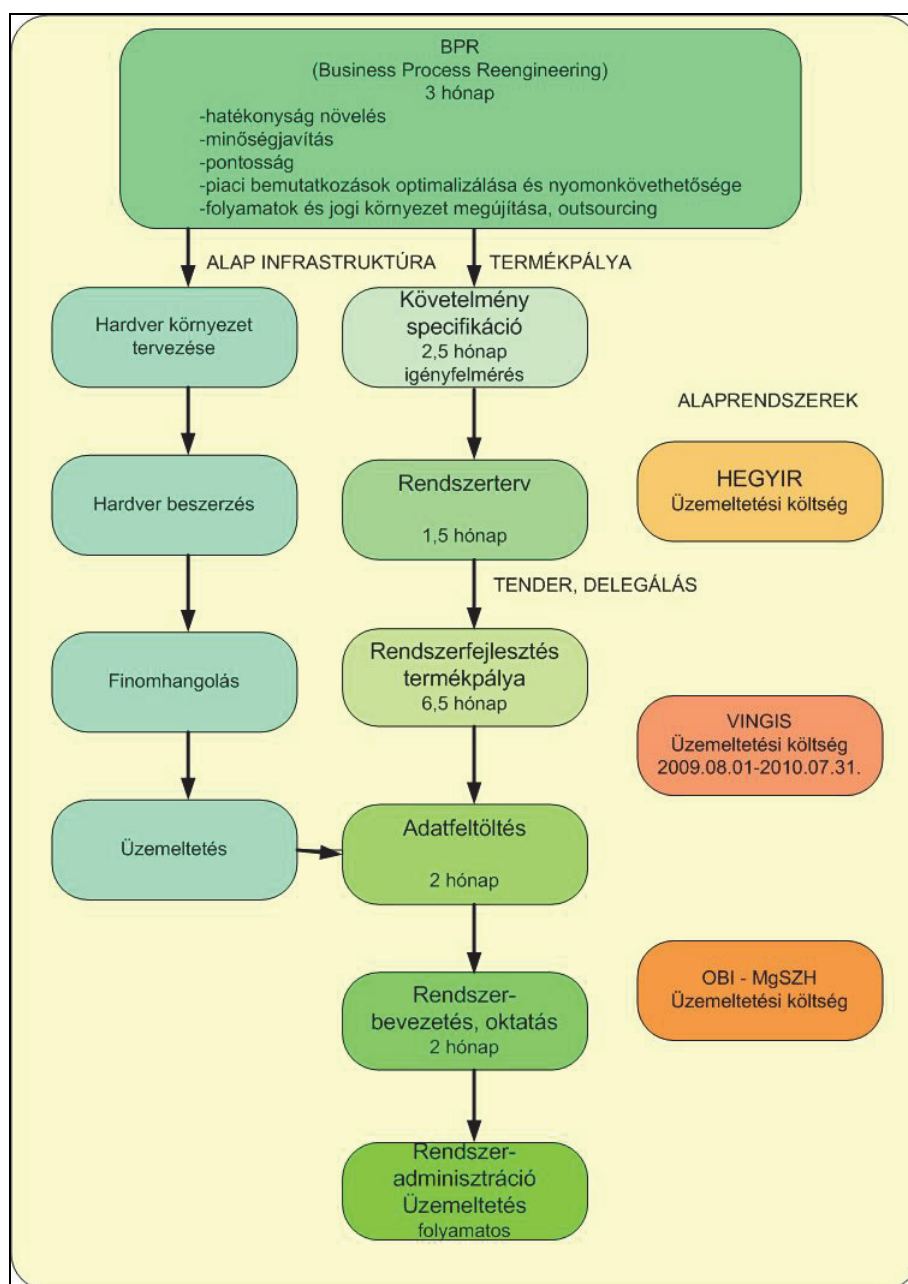 BPR
(Business Process Reengineering)
3 hónap
-hatékonyság növelés
-minőségjavítás
-pontosság
-piaci bemutatkozások optimalizálása és nyomonkövethetősége
-folyamatok és jogi környezet megújítása, outsourcing
ALAP INFRASTRUKTÚRA
TERMÉKPÁLYA
Hardver környezet
tervezése
Követelmény
specifikáció
2,5 hónap
igényfelmérés
ALAPRENDSZEREK
Hardver beszerzés
Rendszerterv
1,5 hónap
HEGYIR
Üzemeltetési költség
TENDER, DELEGÁLÁS
Finomhangolás
Rendszerfejlesztés
termékpálya
6,5 hónap
VINGIS
Üzemeltetési költség
2009.08.01-2010.07.31.
Üzemeltetés
Adatfeltöltés
2 hónap
OBI - MgSZH
Üzemeltetési költség
Rendszer-
bevezetés, oktatás
2 hónap
Rendszer-
adminisztráció
Üzemeltetés
folyamatos